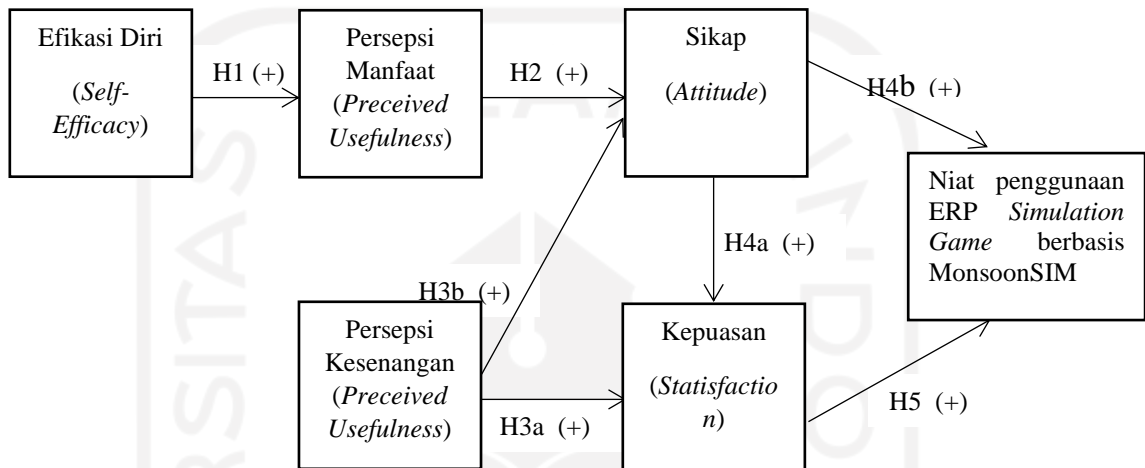 Efikasi Diri
(Self-
Efficacy)
H1 (+)
Persepsi
Manfaat
(Preceived
Usefulness)
H2 (+)
Sikap
(Attitude)
H4b (+)
Niat penggunaan
ERP Simulation
Game berbasis
MonsoonSIM
H4a (+)
H3b (+)
Persepsi
Kesenangan
(Preceived
Usefulness)
H3a (+)
Kepuasan
(Statisfactio
n)
H5 (+)